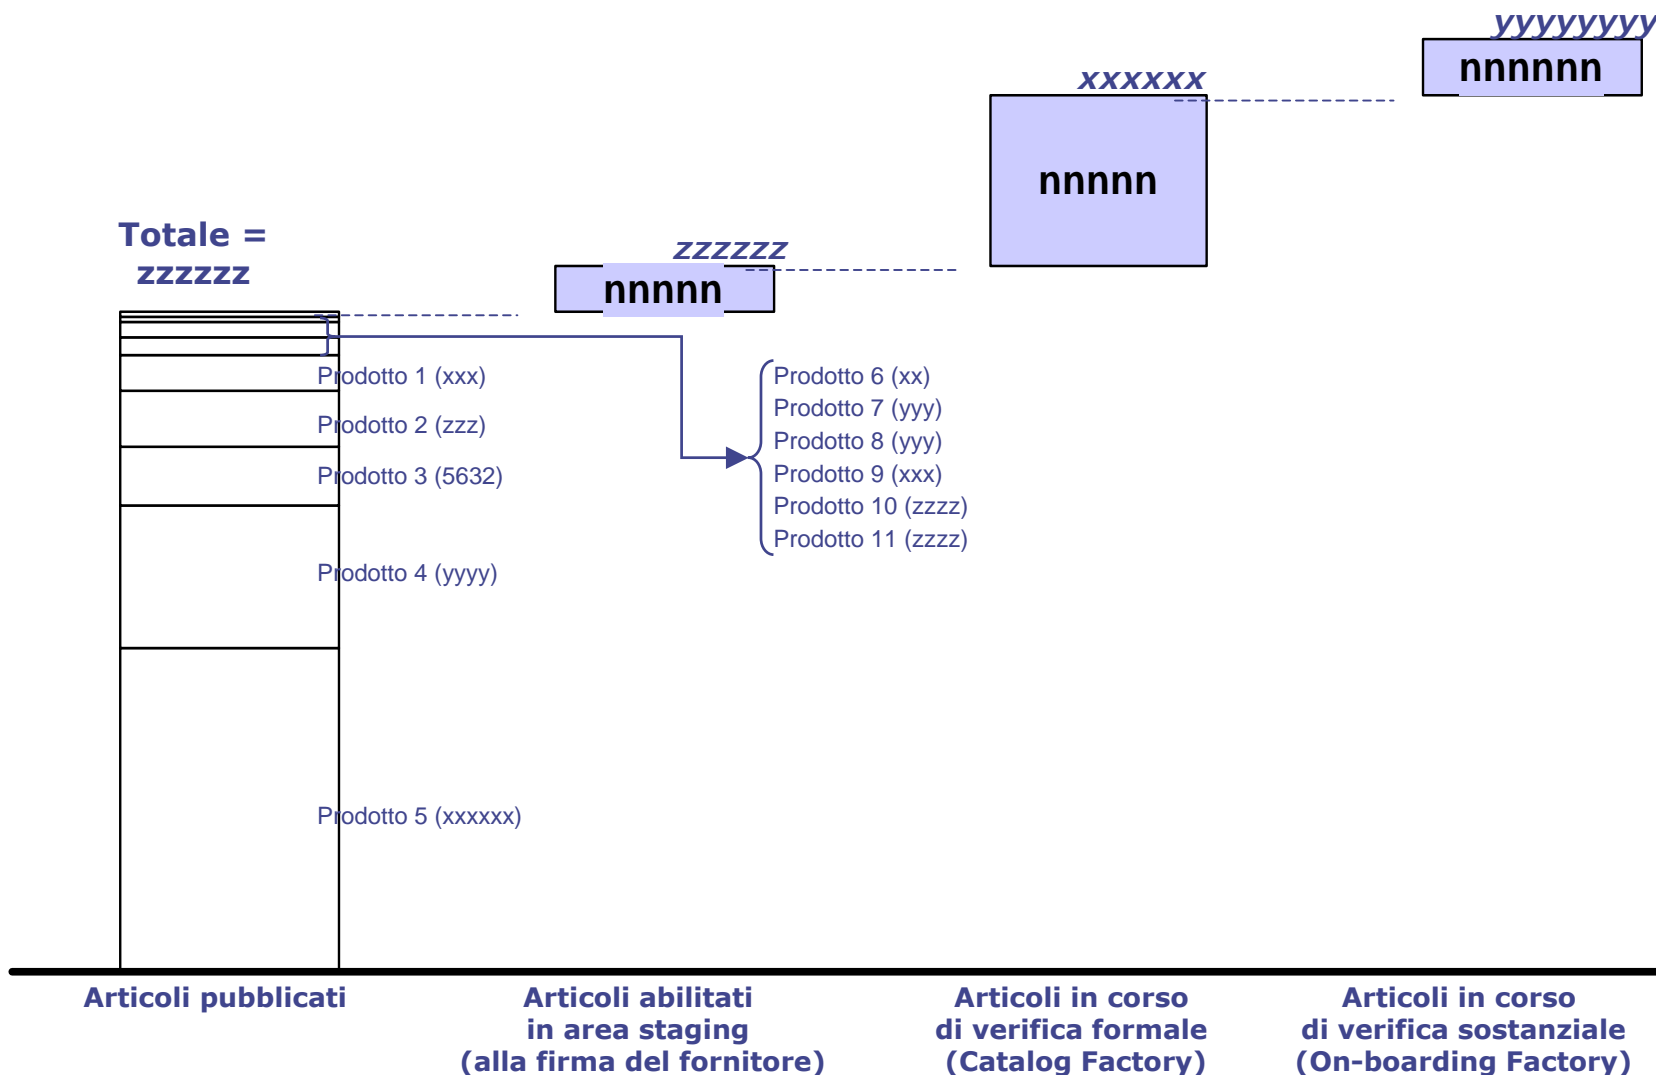 yyyyyyyy
nnnnnn
xxxxxx
nnnnn
Totale =
zzzzzz
zzzzzz
nnnnn
Prodotto 1 (xxx)
Prodotto 2 (zzz)
Prodotto 3 (5632)
Prodotto 4 (yyyy)
Prodotto 5 (xxxxxx)
Prodotto 6 (xx)
Prodotto 7 (yyy)
Prodotto 8 (yyy)
Prodotto 9 (xxx)
Prodotto 10 (zzzz)
Prodotto 11 (zzzz)
Articoli pubblicati
Articoli abilitati
in area staging
(alla firma del fornitore)
Articoli in corso
di verifica formale
(Catalog Factory)
Articoli in corso
di verifica sostanziale
(On-boarding Factory)